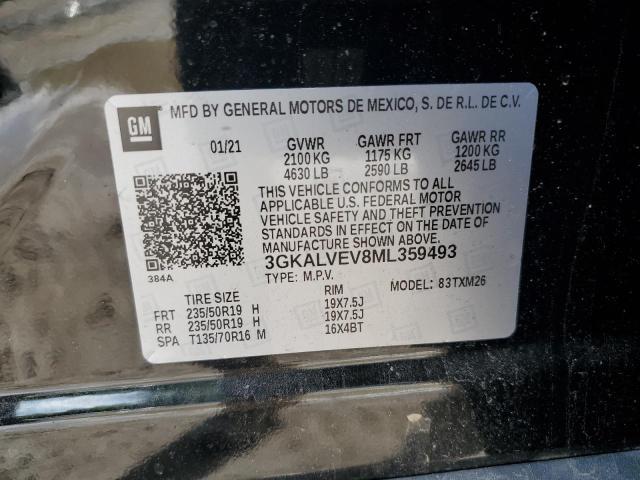 GM
MFD BY GENERAL MOTORS DE MEXICO, S. DE R.L. DE C.V.
01/21 GVWR GAWR FRT GAWR RR
2100 KG 1175 KG 1200 KG
4630 LB 2590 LB 2645 LB
THIS VEHICLE CONFORMS TO ALL
APPLICABLE U.S. FEDERAL MOTOR
VEHICLE SAFETY AND THEFT PREVENTION
STANDARDS IN EFFECT ON THE DATE OF
MANUFACTURE SHOWN ABOVE.
384A
3GKALVEV8ML359493
TYPE: M.P.V. MODEL: 83TXM26
TIRE SIZE RIM
FRT 235/50R19 H 19X7.5J
RR 235/50R19 H 19X7.5J
SPA T135/70R16 M 16X4BT